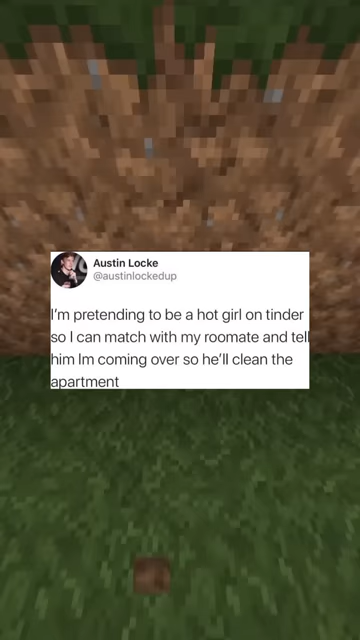 Austin Locke
@austinlockedup
I'm pretending to be a hot girl on tinder
so I can match with my roomate and tell
him Im coming over so he'll clean the
apartment